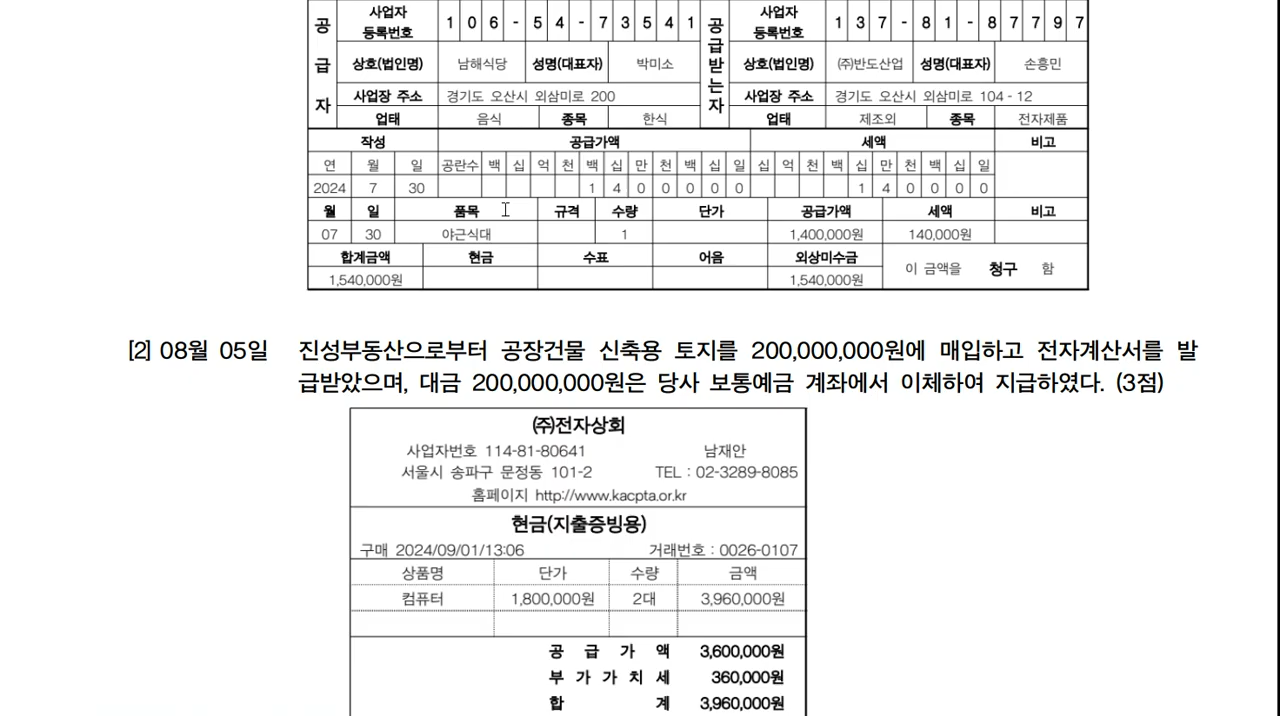 공급자 사업자등록번호 1 0 6 - 5 4 - 7 3 5 4 1 공급받는자 사업자등록번호 1 3 7 - 8 1 - 8 7 7 9 7
상호(법인명) 남해식당 성명(대표자) 박미소 상호(법인명) ㈜반도산업 성명(대표자) 손흥민
사업장 주소 경기도 오산시 외삼미로 200 사업장 주소 경기도 오산시 외삼미로 104 - 12
업태 음식 종목 한식 업태 제조외 종목 전자제품
작성 공급가액 세액 비고
연 월 일 공란수 백 십 억 천 백 십 만 천 백 십 일 십 억 천 백 십 만 천 백 십 일
2024 7 30 1 4 0 0 0 0 0 1 4 0 0 0 0
월 일 품목 규격 수량 단가 공급가액 세액 비고
07 30 야근식대 1 1,400,000원 140,000원
합계금액 현금 수표 어음 외상미수금 이 금액을 청구 함
1,540,000원 1,540,000원
[2] 08월 05일 진성부동산으로부터 공장건물 신축용 토지를 200,000,000원에 매입하고 전자계산서를 발
급받았으며, 대금 200,000,000원은 당사 보통예금 계좌에서 이체하여 지급하였다. (3점)
㈜전자상회
사업자번호 114-81-80641 남재안
서울시 송파구 문정동 101-2 TEL : 02-3289-8085
홈페이지 http://www.kacpta.or.kr
현금(지출증빙용)
구매 2024/09/01/13:06 거래번호 : 0026-0107
상품명 단가 수량 금액
컴퓨터 1,800,000원 2대 3,960,000원
공 급 가 액 3,600,000원
부 가 가 치 세 360,000원
합 계 3,960,000원